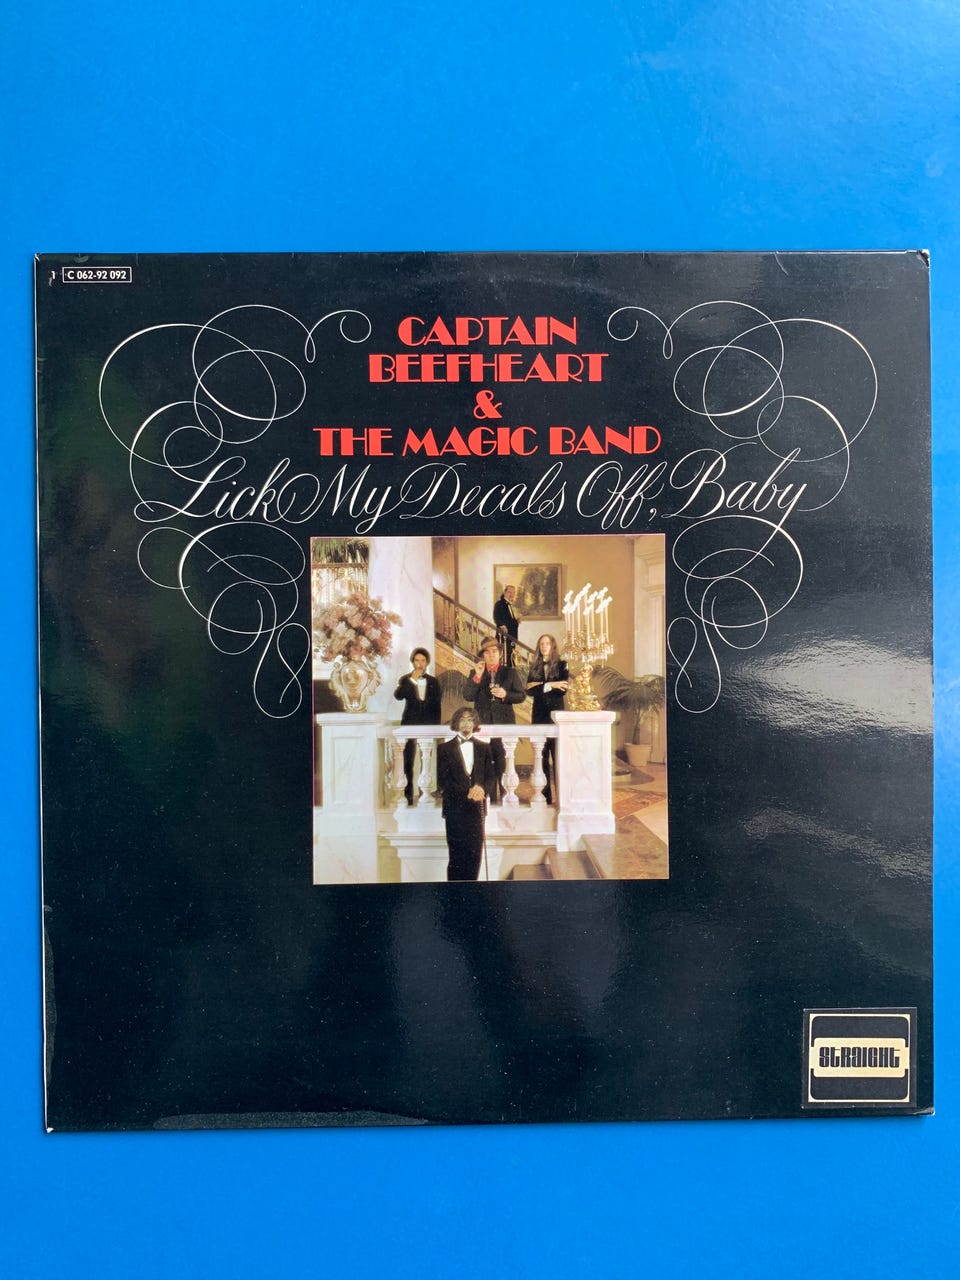 1 C 062-92 092
CAPTAIN
BEEFHEART
&
THE MAGIC BAND
Lick My Decals Off, Baby
STRAIGHT